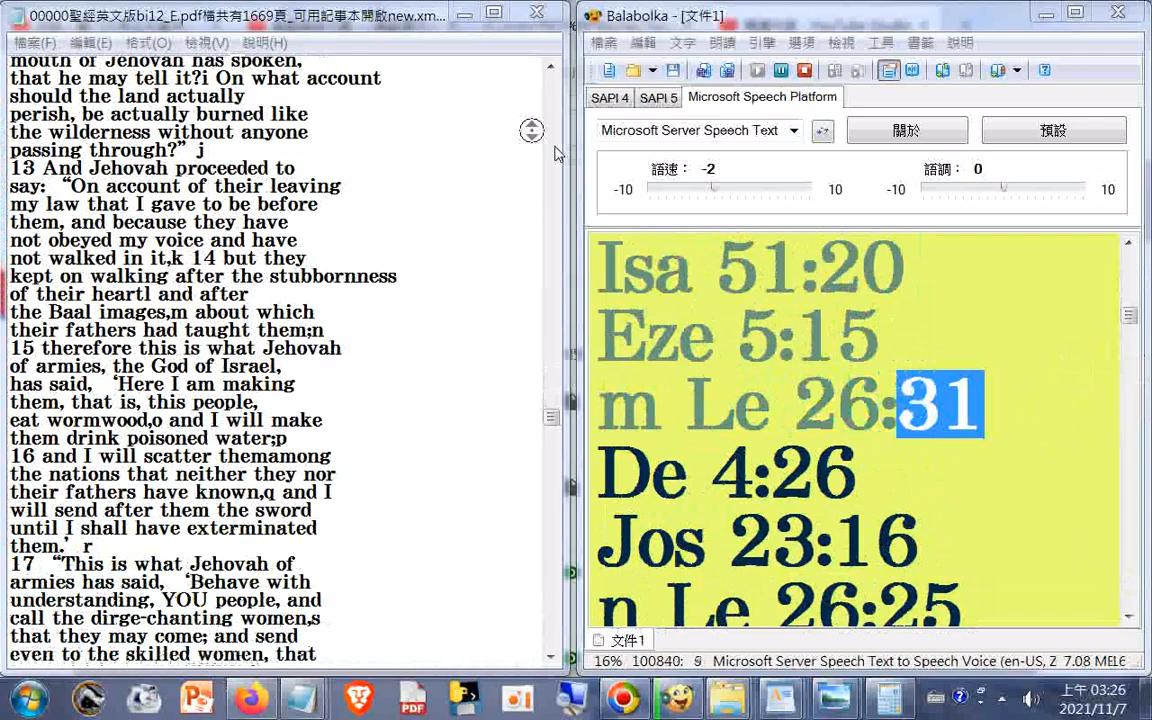 00000聖經英文版bi12_E.pdf檔共有1669頁_可用記事本開啟new.xm...
檔案(F) 編輯(E) 格式(O) 檢視(V) 說明(H)
mouth of Jehovah has spoken,
that he may tell it?i On what account
should the land actually
perish, be actually burned like
the wilderness without anyone
passing through?” j
13 And Jehovah proceeded to
say: “On account of their leaving
my law that I gave to be before
them, and because they have
not obeyed my voice and have
not walked in it,k 14 but they
kept on walking after the stubbornness
of their heartl and after
the Baal images,m about which
their fathers had taught them;n
15 therefore this is what Jehovah
of armies, the God of Israel,
has said, ‘Here I am making
them, that is, this people,
eat wormwood,o and I will make
them drink poisoned water;p
16 and I will scatter themamong
the nations that neither they nor
their fathers have known,q and I
will send after them the sword
until I shall have exterminated
them.’ r
17 “This is what Jehovah of
armies has said, ‘Behave with
understanding, YOU people, and
call the dirge-chanting women,s
that they may come; and send
even to the skilled women, that
Balabolka - [文件1]
檔案 編輯 文字 朗讀 引擎 選項 檢視 工具 書籤 說明
SAPI 4 SAPI 5 Microsoft Speech Platform
Microsoft Server Speech Text 關於 預設
語速: -2 語調: 0
-10 10 -10 10
Isa 51:20
Eze 5:15
m Le 26:31
De 4:26
Jos 23:16
n Le 26:25
文件1
16% 100840: 9 Microsoft Server Speech Text to Speech Voice (en-US, Z 7.08 ME
上午 03:26
2021/11/7